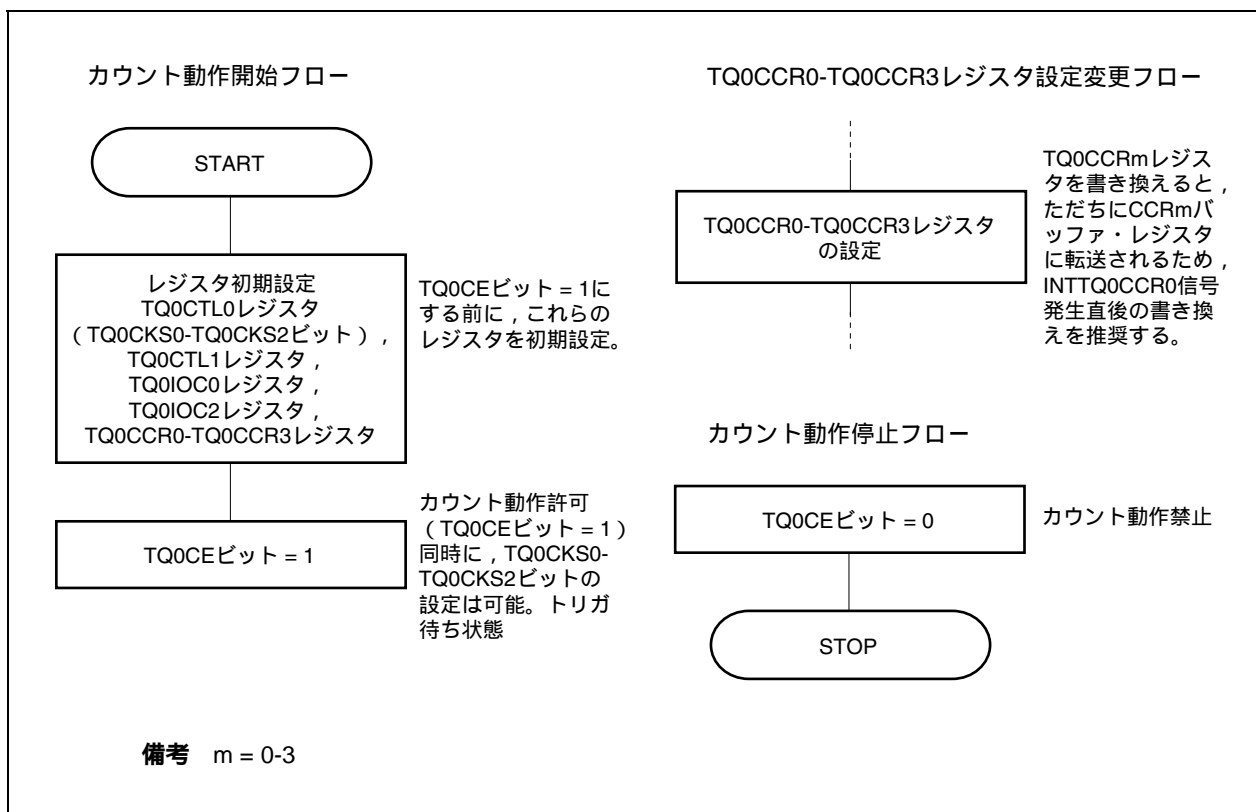 カウント動作開始フロー
START
レジスタ初期設定
TQ0CTL0レジスタ
（TQ0CKS0-TQ0CKS2ビット），
TQ0CTL1レジスタ，
TQ0IOC0レジスタ，
TQ0IOC2レジスタ，
TQ0CCR0-TQ0CCR3レジスタ
TQ0CEビット = 1に
する前に，これらの
レジスタを初期設定。
TQ0CEビット = 1
カウント動作許可
（TQ0CEビット = 1）
同時に，TQ0CKS0-
TQ0CKS2ビットの
設定は可能。トリガ
待ち状態
TQ0CCR0-TQ0CCR3レジスタ設定変更フロー
TQ0CCR0-TQ0CCR3レジスタ
の設定
TQ0CCRmレジス
タを書き換えると，
ただちにCCRmバ
ッファ・レジスタ
に転送されるため，
INTTQ0CCR0信号
発生直後の書き換
えを推奨する。
カウント動作停止フロー
TQ0CEビット = 0
カウント動作禁止
STOP
備考 m = 0-3